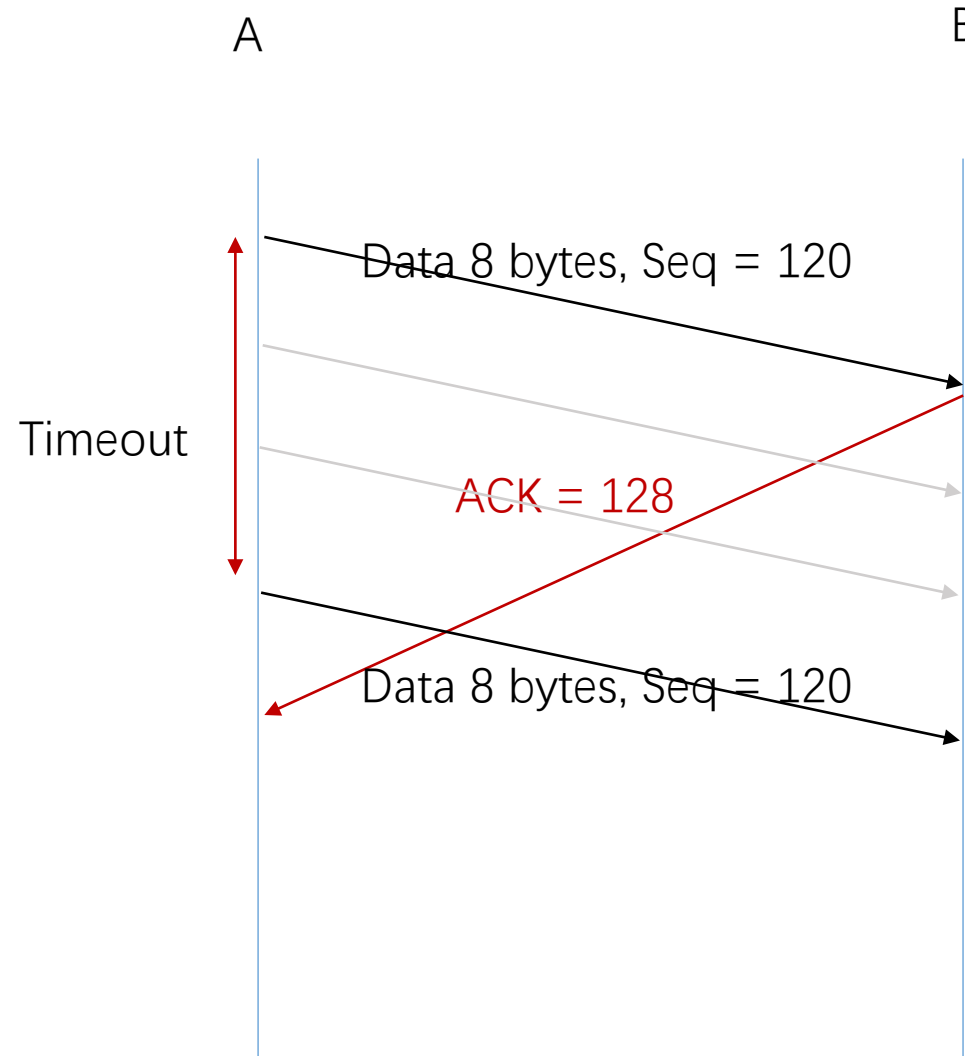 A
Data 8 bytes, Seq = 120
Timeout
ACK = 128
Data 8 bytes, Seq = 120